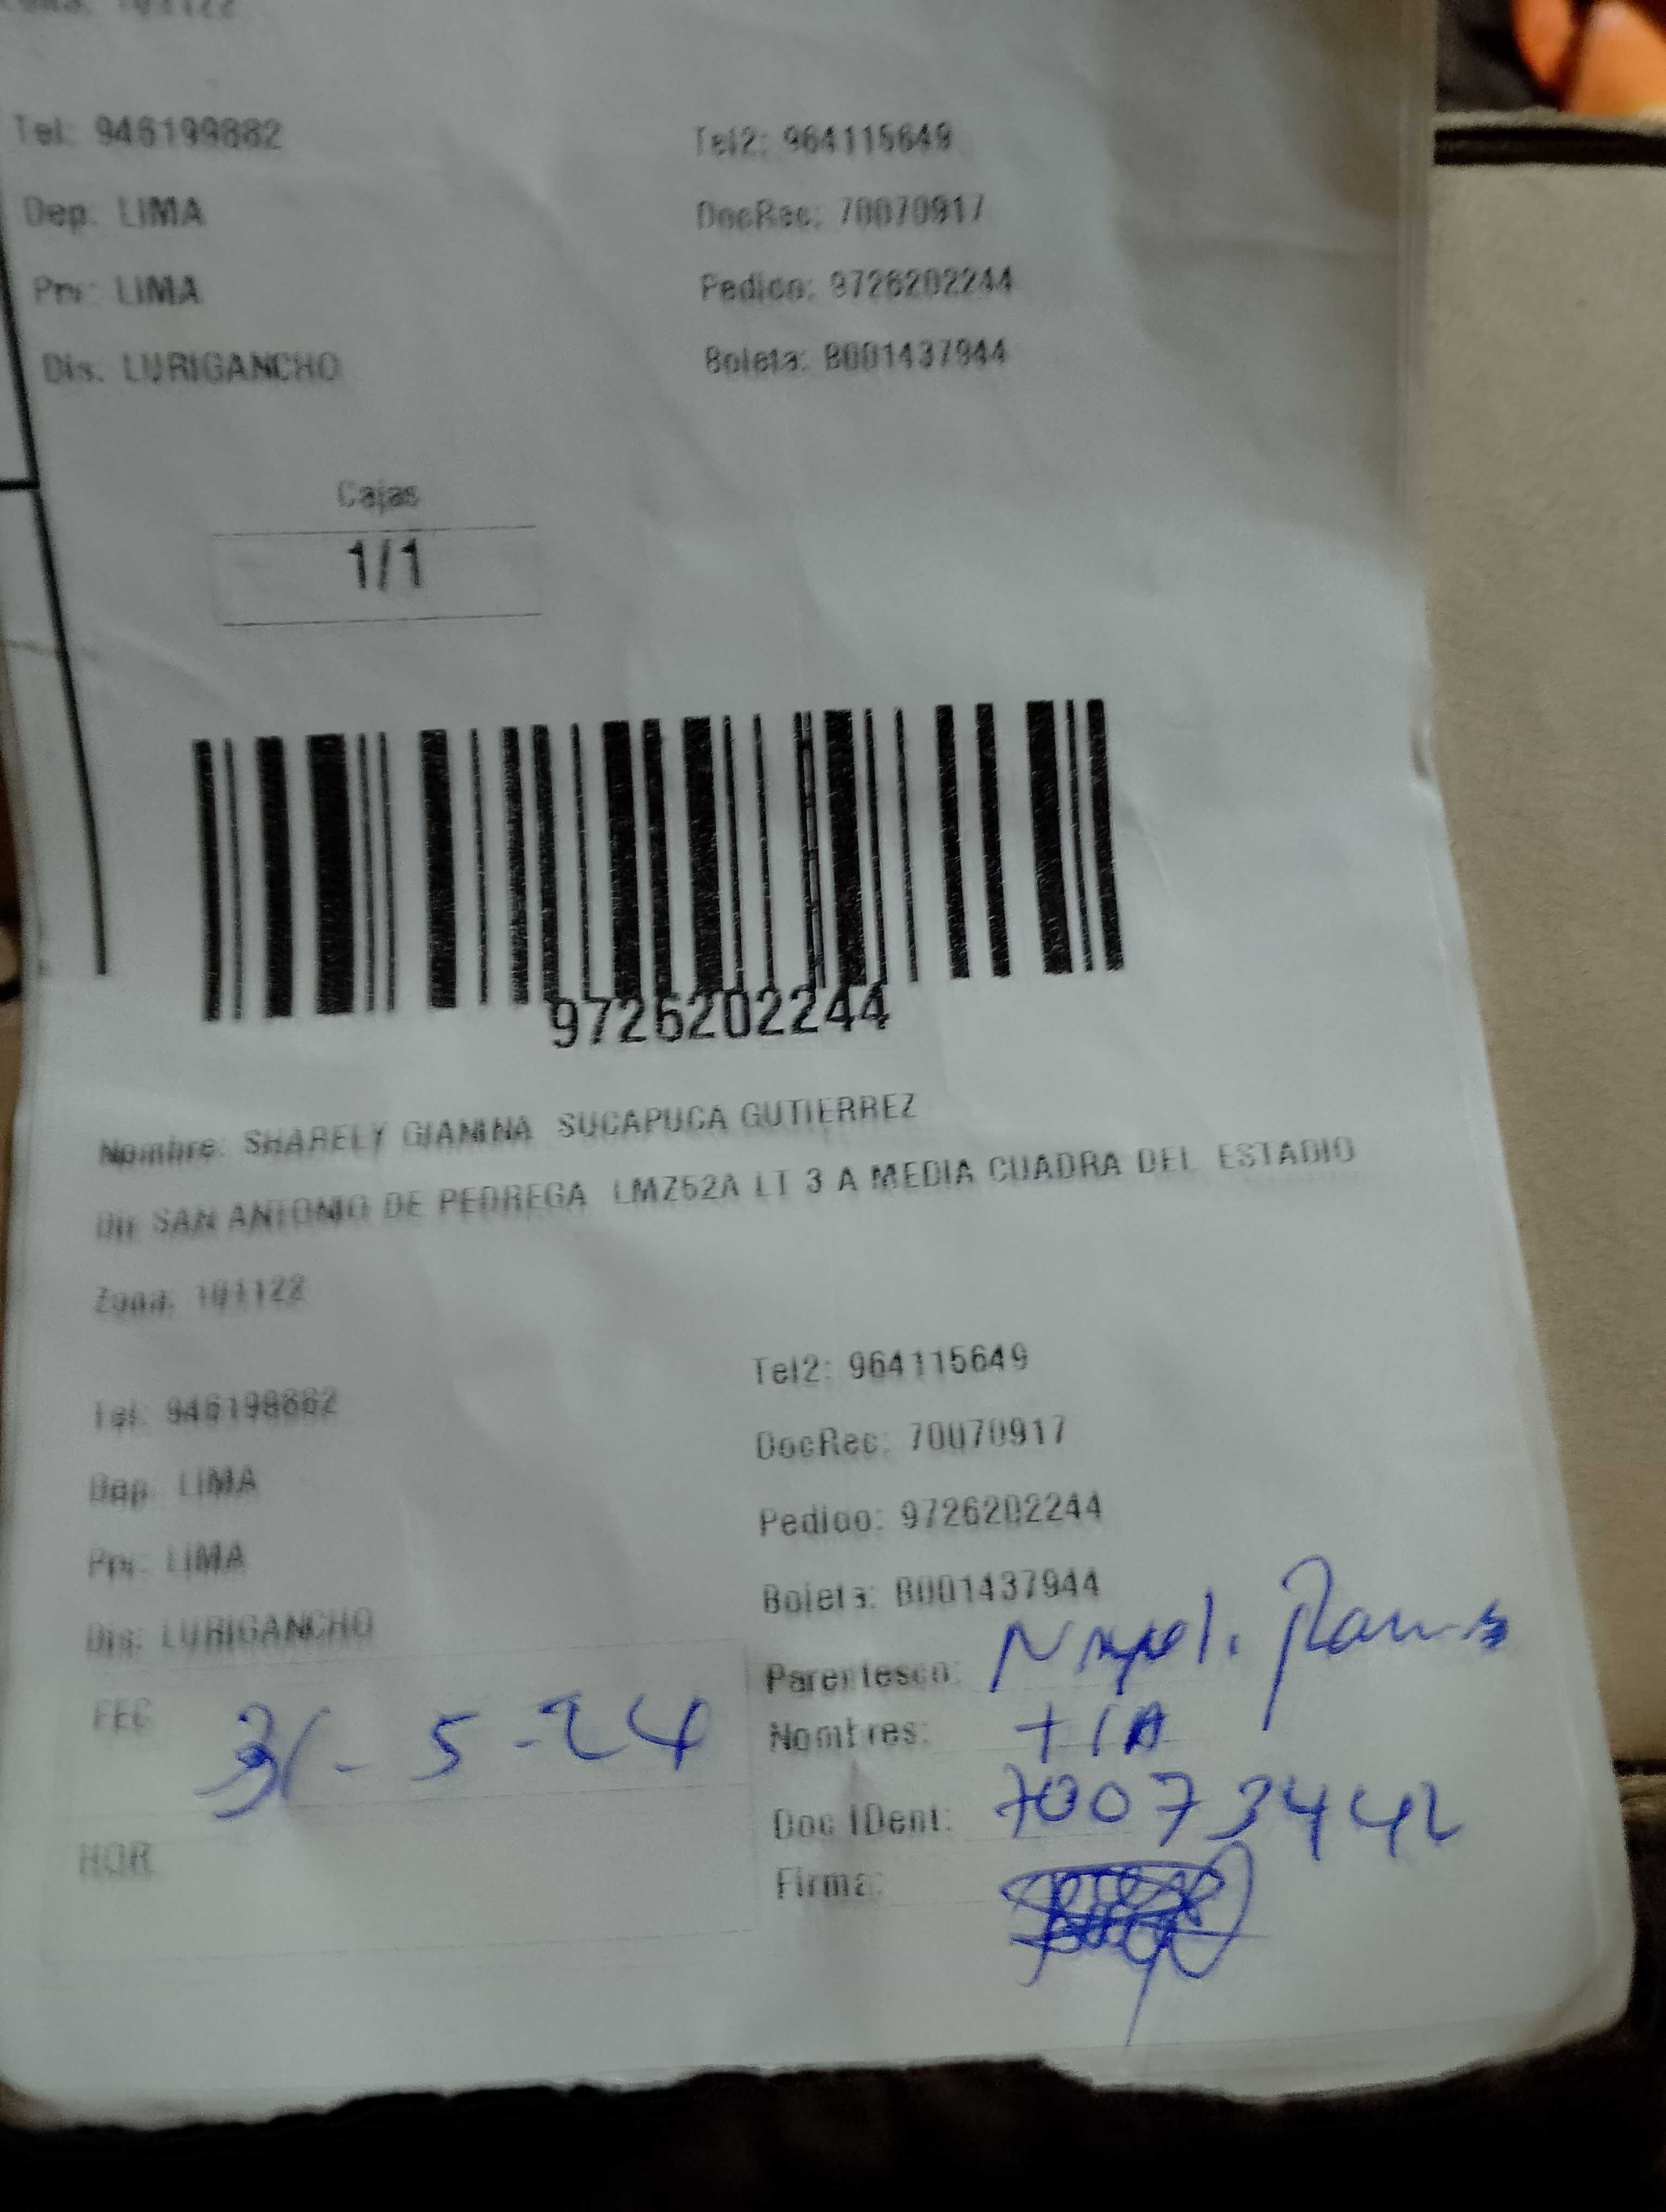 Tel: 946199882 Tel2: 964115649
Dep: LIMA DocRec: 70070917
Prv: LIMA Pedido: 9726202244
Dis: LURIGANCHO Boleta: B001437944
Cajas
1/1
9726202244
Nombre: SHARELY GIANINA SUCAPUCA GUTIERREZ
Dir SAN ANTONIO DE PEDREGA LMZ52A LT 3 A MEDIA CUADRA DEL ESTADIO
Zona: 101122
Tel2: 964115649
Tel:
DocRec: 70070917
Dep: LIMA
Pedido: 9726202244
Prv: LIMA
Boleta: B001437944
Dis: LURIGANCHO
Parentesco:
FEC 31-5-24
Nombres: TIA
Doc IDent: 70073442
HOR
Firma: